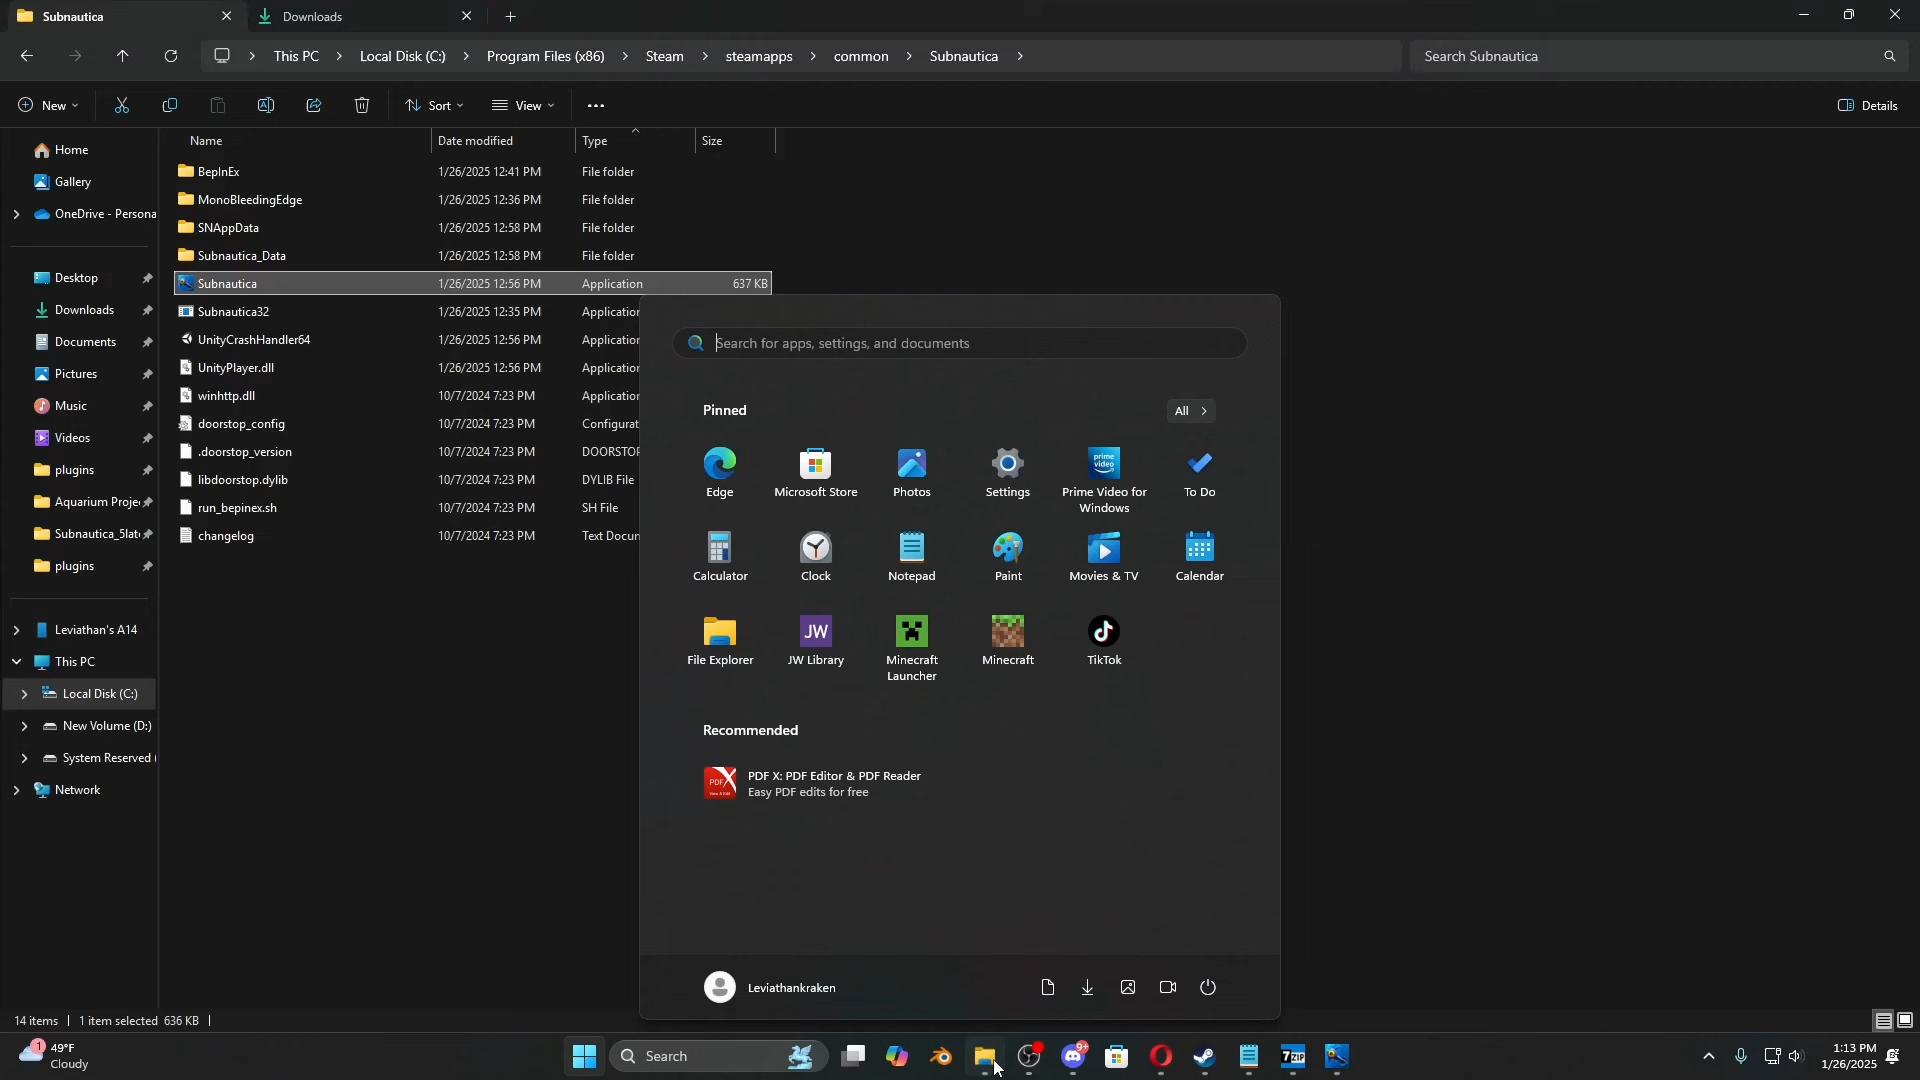 Subnautica
Downloads
This PC > Local Disk (C:) > Program Files (x86) > Steam > steamapps > common > Subnautica >
Search Subnautica
New
Sort
View
Details
Name Date modified Type Size
Home
Gallery
OneDrive - Persona
Desktop
Downloads
Documents
Pictures
Music
Videos
plugins
Aquarium Proje
Subnautica_5lat
plugins
Leviathan's A14
This PC
Local Disk (C:)
New Volume (D:)
System Reserved (
Network
BepInEx 1/26/2025 12:41 PM File folder
MonoBleedingEdge 1/26/2025 12:36 PM File folder
SNAppData 1/26/2025 12:58 PM File folder
Subnautica_Data 1/26/2025 12:58 PM File folder
Subnautica 1/26/2025 12:56 PM Application 637 KB
Subnautica32 1/26/2025 12:35 PM Application
UnityCrashHandler64 1/26/2025 12:56 PM Application
UnityPlayer.dll 1/26/2025 12:56 PM Application
winhttp.dll 10/7/2024 7:23 PM Application
doorstop_config 10/7/2024 7:23 PM Configurat
.doorstop_version 10/7/2024 7:23 PM DOORSTOP
libdoorstop.dylib 10/7/2024 7:23 PM DYLIB File
run_bepinex.sh 10/7/2024 7:23 PM SH File
changelog 10/7/2024 7:23 PM Text Docun
Search for apps, settings, and documents
Pinned
All >
Edge
Microsoft Store
Photos
Settings
prime video
Prime Video for
Windows
To Do
Calculator
Clock
Notepad
Paint
Movies & TV
Calendar
File Explorer
JW
JW Library
Minecraft
Launcher
Minecraft
TikTok
Recommended
PDF X: PDF Editor & PDF Reader
Easy PDF edits for free
Leviathankraken
14 items | 1 item selected 636 KB |
1
49°F
Cloudy
Search
9+
7ZIP
1:13 PM
1/26/2025